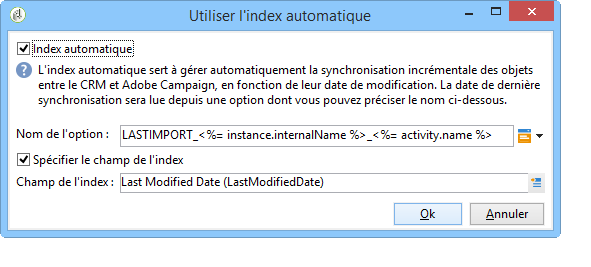 Utiliser l'index automatique
Index automatique
L'index automatique sert à gérer automatiquement la synchronisation incrémentale des objets
entre le CRM et Adobe Campaign, en fonction de leur date de modification. La date de dernière
synchronisation sera lue depuis une option dont vous pouvez préciser le nom ci-dessous.
Nom de l'option : LASTIMPORT_<%= instance.internalName %>_<%= activity.name %>
Spécifier le champ de l'index
Champ de l'index : Last Modified Date (LastModifiedDate)
Ok Annuler